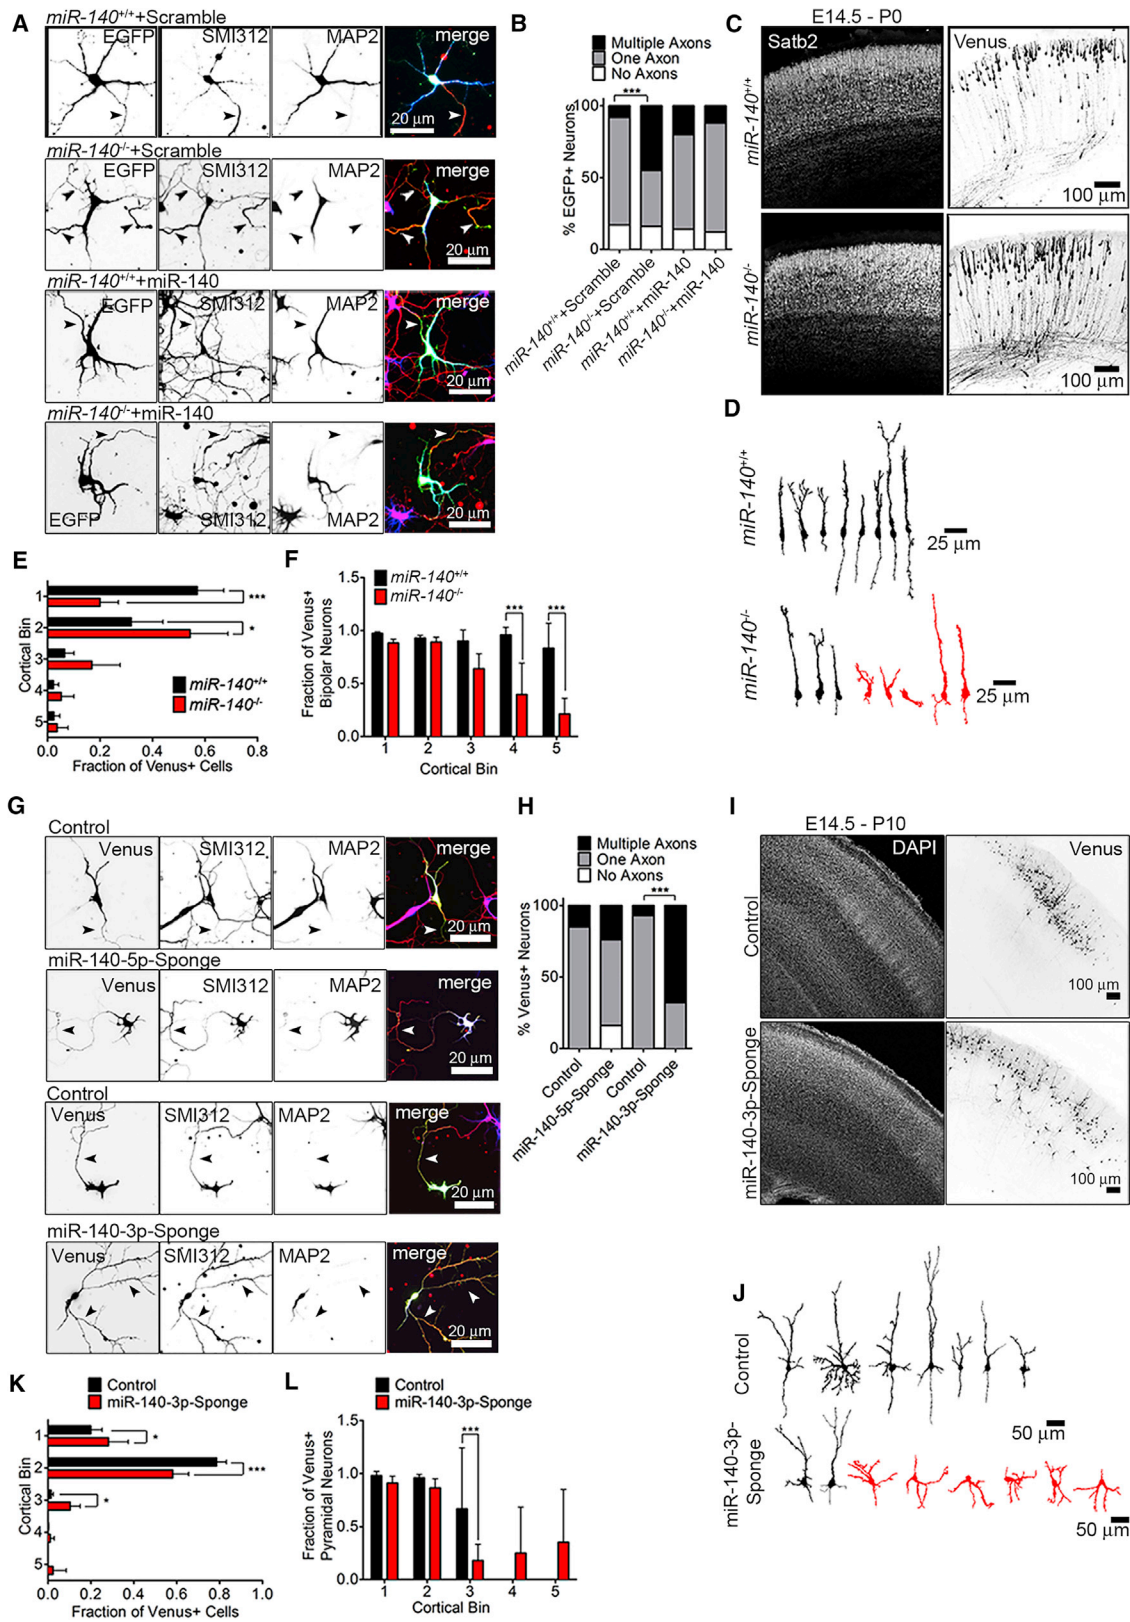 A
miR-140+/++Scramble
EGFP SMI312 MAP2 merge
20 μm
miR-140-/-+Scramble
EGFP SMI312 MAP2 merge
20 μm
miR-140+/++miR-140
EGFP SMI312 MAP2 merge
20 μm
miR-140-/-+miR-140
EGFP SMI312 MAP2 merge
20 μm
B
Multiple Axons
One Axon
No Axons
***
100
50
0
% EGFP+ Neurons
miR-140+/++Scramble
miR-140-/-+Scramble
miR-140+/++miR-140
miR-140-/-+miR-140
C
E14.5 - P0
Satb2 Venus
miR-140+/+
100 μm
miR-140-/-
100 μm
D
miR-140+/+
25 μm
miR-140-/-
25 μm
E
Cortical Bin
1
2
3
4
5
***
*
miR-140+/+
miR-140-/-
0.0 0.2 0.4 0.6 0.8
Fraction of Venus+ Cells
F
miR-140+/+
miR-140-/-
Fraction of Venus+
Bipolar Neurons
1.5
1.0
0.5
0.0
*** ***
1 2 3 4 5
Cortical Bin
G
Control
Venus SMI312 MAP2 merge
20 μm
miR-140-5p-Sponge
Venus SMI312 MAP2 merge
20 μm
Control
Venus SMI312 MAP2 merge
20 μm
miR-140-3p-Sponge
Venus SMI312 MAP2 merge
20 μm
H
Multiple Axons
One Axon
No Axons
***
100
50
0
% Venus+ Neurons
Control
miR-140-5p-Sponge
Control
miR-140-3p-Sponge
I
E14.5 - P10
DAPI Venus
Control
100 μm
miR-140-3p-Sponge
100 μm
J
Control
50 μm
miR-140-3p-
Sponge
50 μm
K
Control
miR-140-3p-Sponge
Cortical Bin
1
2
3
4
5
*
***
*
0.0 0.2 0.4 0.6 0.8 1.0
Fraction of Venus+ Cells
L
Control
miR-140-3p-Sponge
Fraction of Venus+
Pyramidal Neurons
1.5
1.0
0.5
0.0
***
1 2 3 4 5
Cortical Bin